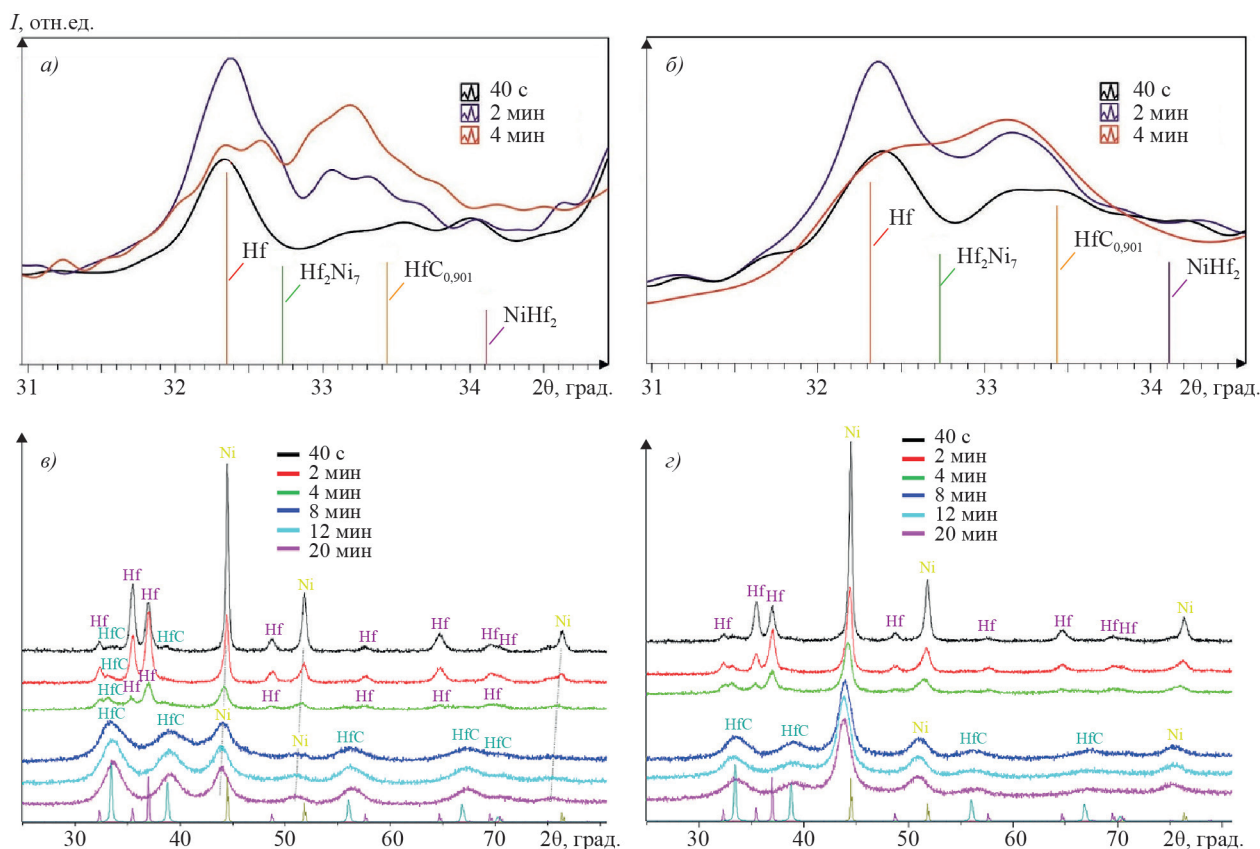 I, отн.ед.
а)
40 с
2 мин
4 мин
Hf
Hf₂Ni₇
HfC₀,₉₀₁
NiHf₂
31 32 33 34 2θ, град.
б)
40 с
2 мин
4 мин
Hf
Hf₂Ni₇
HfC₀,₉₀₁
NiHf₂
31 32 33 34 2θ, град.
в)
40 с
2 мин
4 мин
8 мин
12 мин
20 мин
Ni
Hf
Hf
Ni
Hf HfC HfC Hf Hf Hf Hf Hf Ni
HfC Hf Hf
HfC Hf Hf Hf Hf
HfC HfC Ni Ni HfC HfC HfC Ni
30 40 50 60 70 2θ, град.
г)
40 с
2 мин
4 мин
8 мин
12 мин
20 мин
Ni
Ni
Hf
Hf Hf Hf Hf Hf Hf Hf Ni
HfC HfC Ni HfC HfC Ni
30 40 50 60 70 2θ, град.